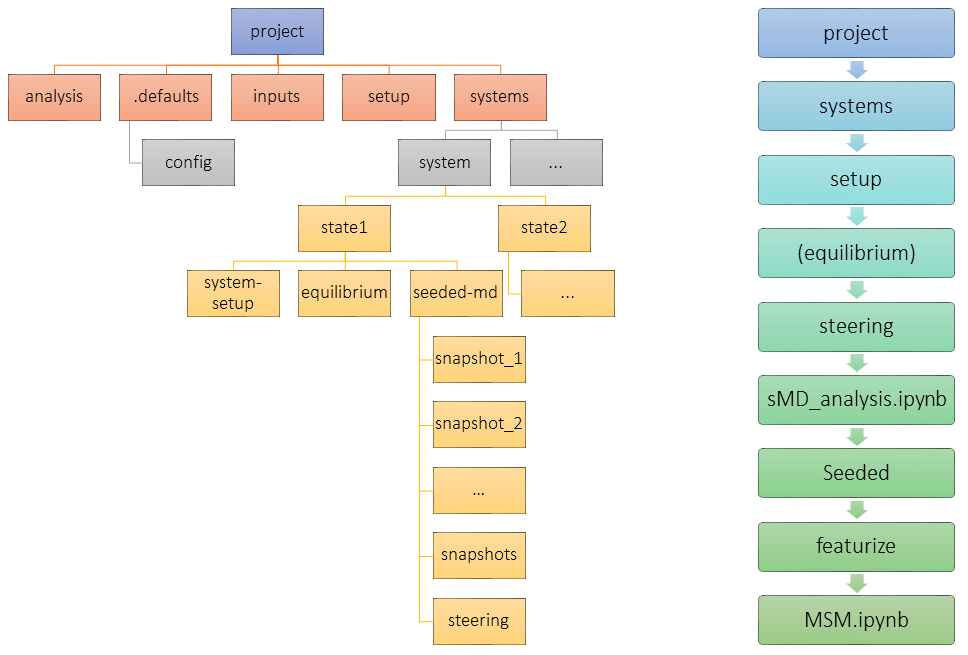 project
analysis
.defaults
inputs
setup
systems
config
system
...
state1
state2
system-
setup
equilibrium
seeded-md
...
snapshot_1
snapshot_2
...
snapshots
steering
project
systems
setup
(equilibrium)
steering
sMD_analysis.ipynb
Seeded
featurize
MSM.ipynb